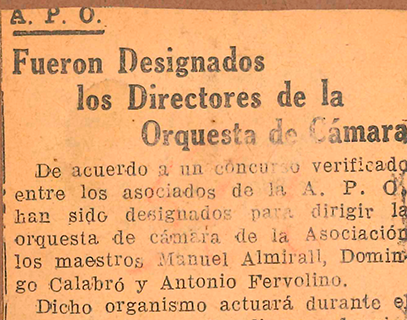 A. P. O.
Fueron Designados
los Directores de la
Orquesta de Cámara
De acuerdo a un concurso verificado
entre los asociados de la A. P. O.
han sido designados para dirigir la
orquesta de cámara de la Asociación
los maestros Manuel Almirall, Domin
go Calabró y Antonio Fervolino.
Dicho organismo actuará durante el